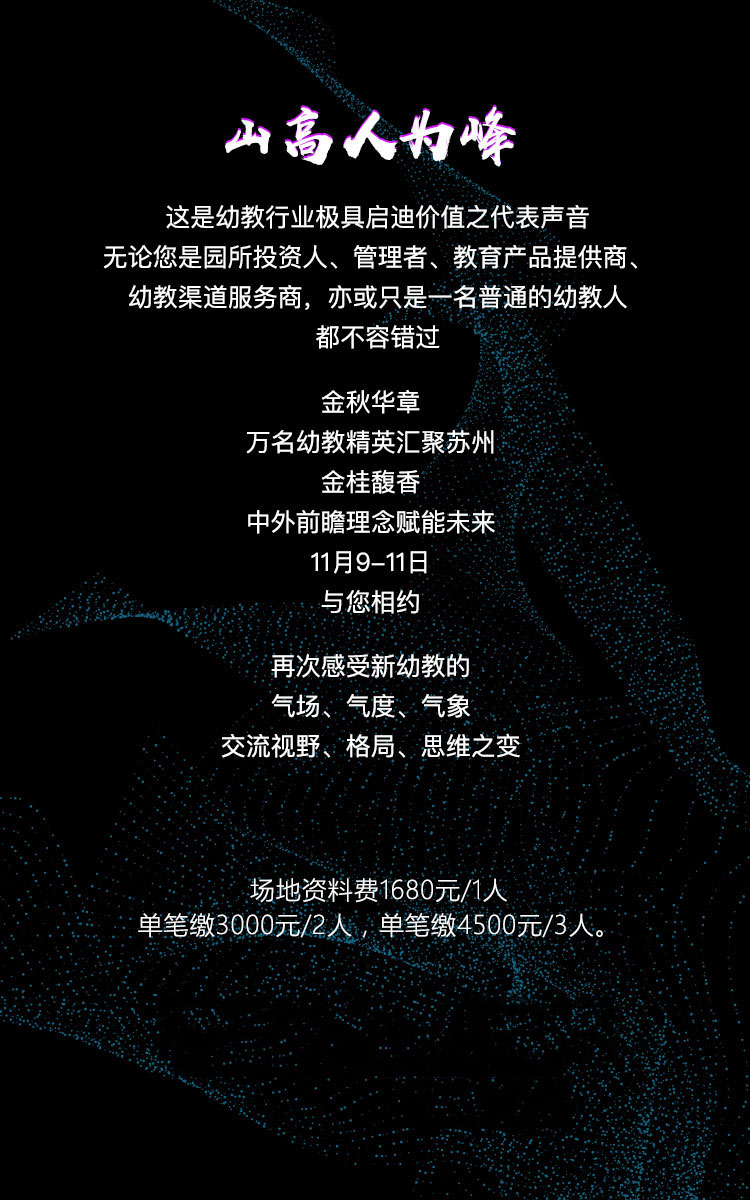 山高人为峰
这是幼教行业极具启迪价值之代表声音
无论您是园所投资人、管理者、教育产品提供商、
幼教渠道服务商，亦或只是一名普通的幼教人
都不容错过
金秋华章
万名幼教精英汇聚苏州
金桂馥香
中外前瞻理念赋能未来
11月9–11日
与您相约
再次感受新幼教的
气场、气度、气象
交流视野、格局、思维之变
场地资料费1680元/1人
单笔缴3000元/2人，单笔缴4500元/3人。